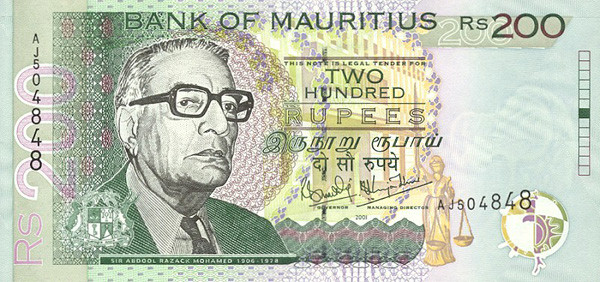 BANK OF MAURITIUS
RS 200
AJ504848
RS 200
200
THIS NOTE IS LEGAL TENDER FOR
TWO
HUNDRED
RUPEES
இருநூறு ரூபாய்
दो सौ रुपये
GOVERNOR MANAGING DIRECTOR
2001
AJ504848
SIR ABDOOL RAZACK MOHAMED 1906-1978